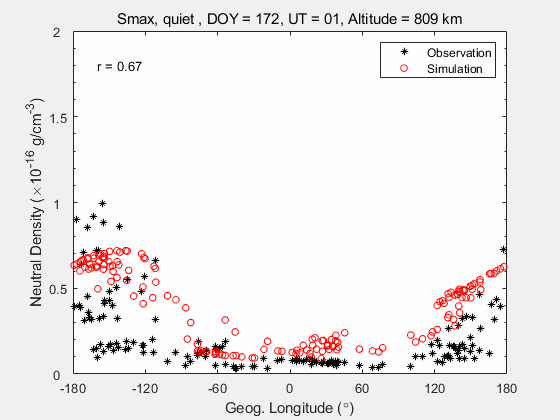 Smax, quiet , DOY = 172, UT = 01, Altitude = 809 km
Observation
Simulation
r = 0.67
Neutral Density (×10⁻¹⁶ g/cm⁻³)
2
1.5
1
0.5
0
-180 -120 -60 0 60 120 180
Geog. Longitude (°)